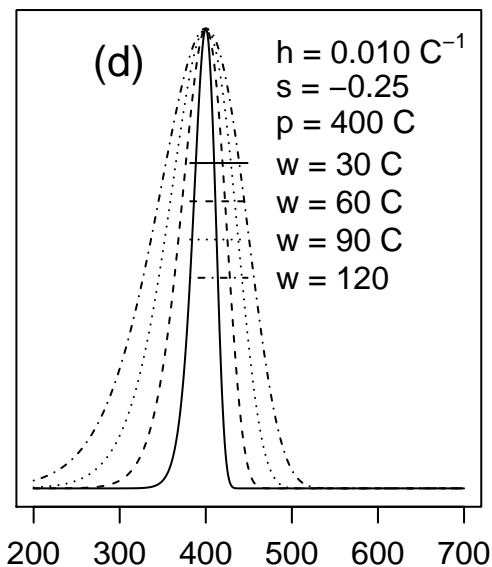 (d)
h = 0.010 C⁻¹
s = −0.25
p = 400 C
w = 30 C
w = 60 C
w = 90 C
w = 120
200 300 400 500 600 700